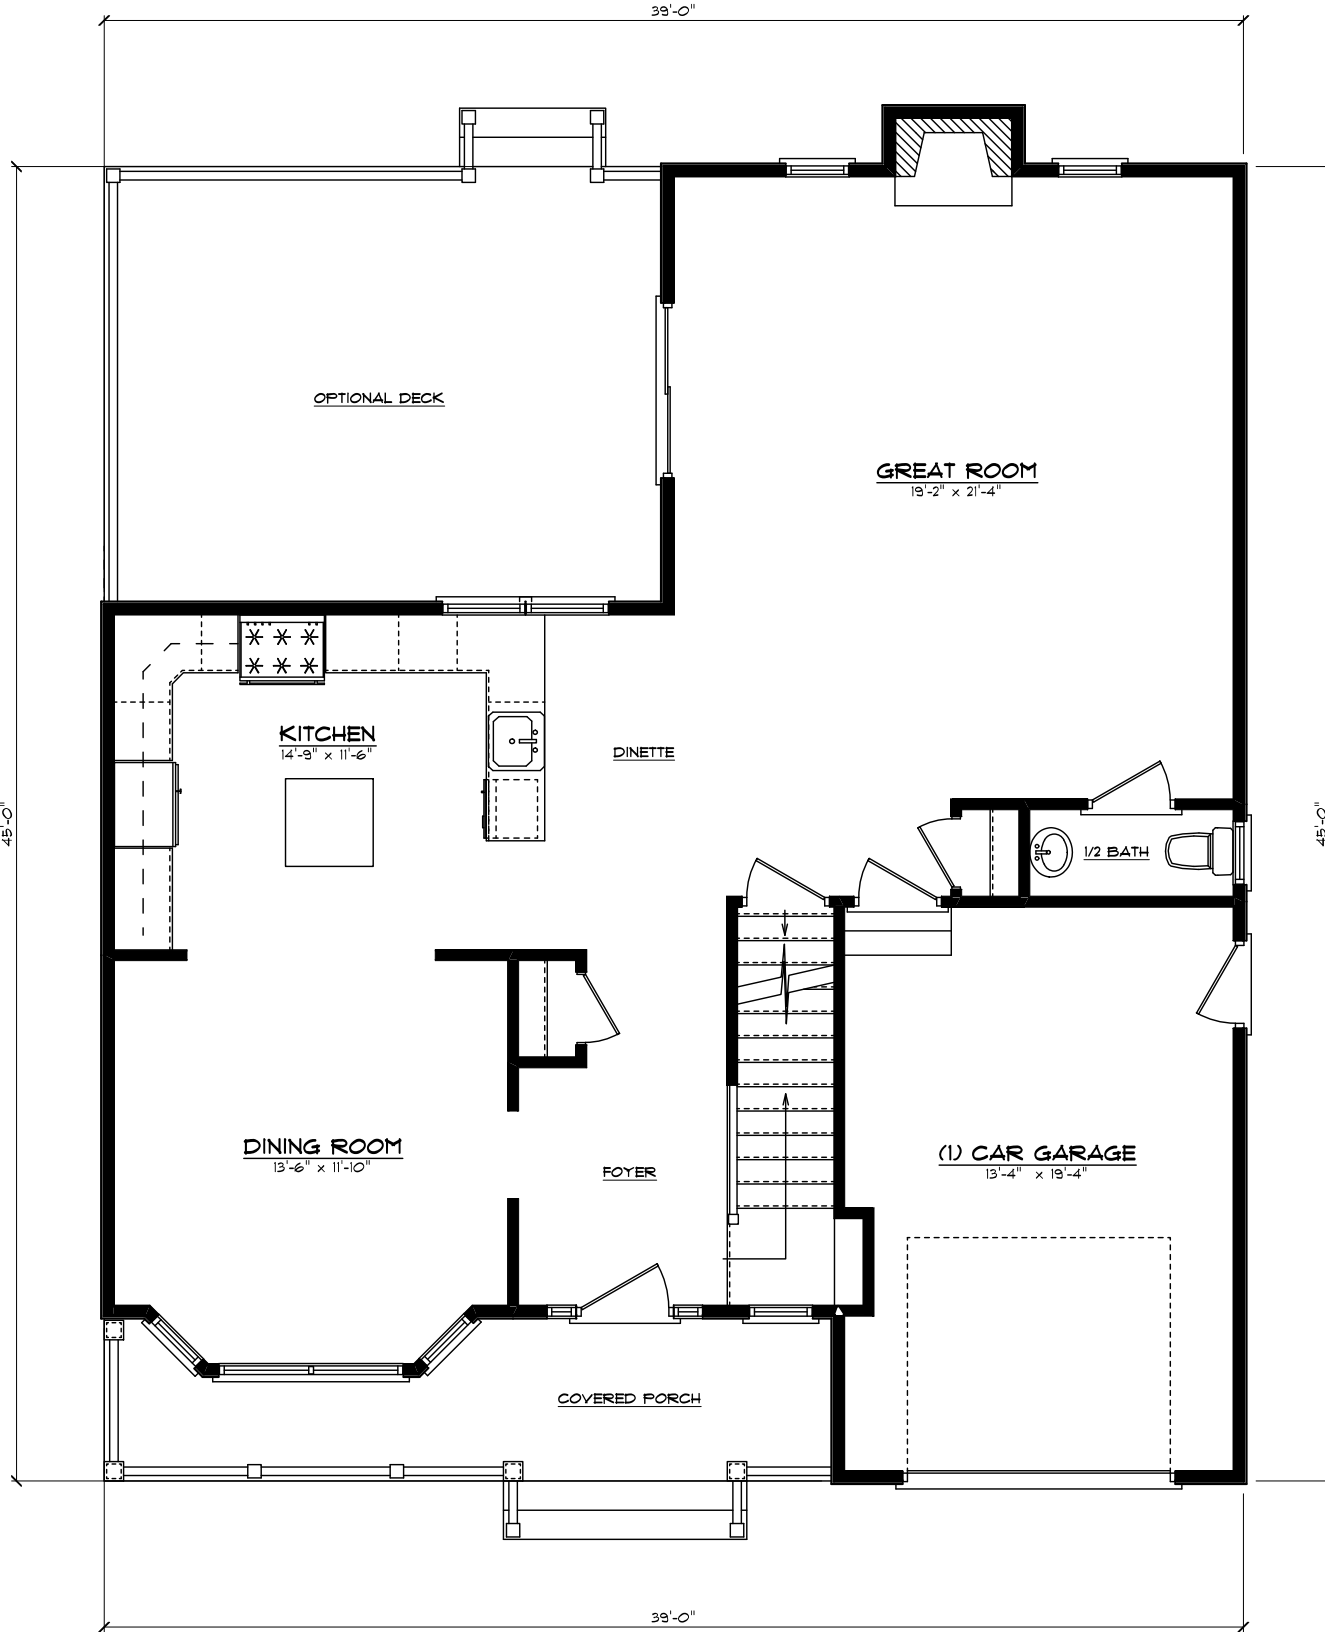 39'-0"
OPTIONAL DECK
GREAT ROOM
19'-2" x 21'-4"
KITCHEN
14'-9" x 11'-6"
DINETTE
45'-0"
45'-0"
1/2 BATH
DINING ROOM
13'-6" x 11'-10"
FOYER
(1) CAR GARAGE
13'-4" x 19'-4"
COVERED PORCH
39'-0"